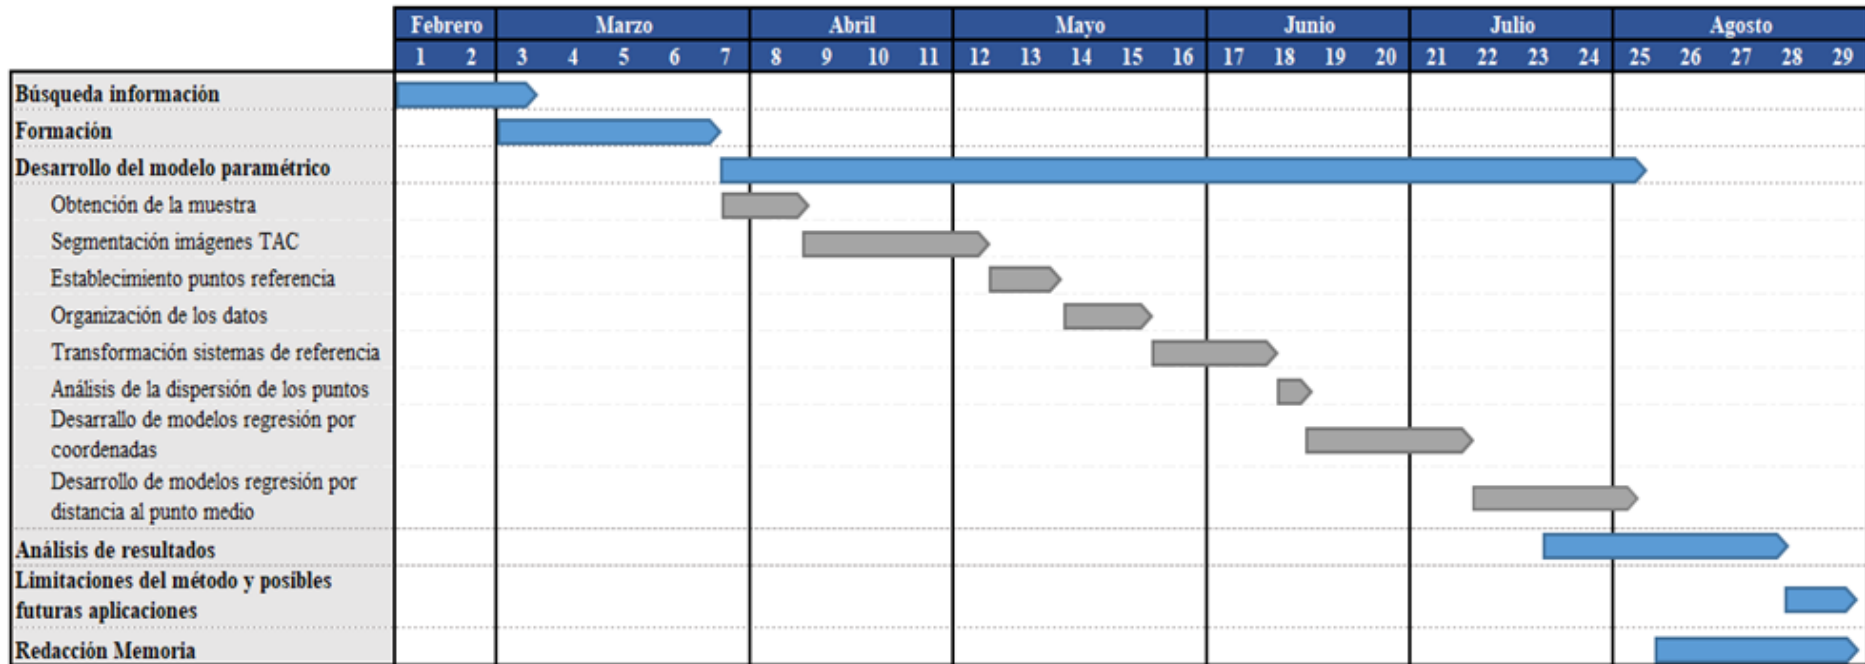 Febrero Marzo Abril Mayo Junio Julio Agosto
1 2 3 4 5 6 7 8 9 10 11 12 13 14 15 16 17 18 19 20 21 22 23 24 25 26 27 28 29
Búsqueda información
Formación
Desarrollo del modelo paramétrico
Obtención de la muestra
Segmentación imágenes TAC
Establecimiento puntos referencia
Organización de los datos
Transformación sistemas de referencia
Análisis de la dispersión de los puntos
Desarrallo de modelos regresión por
coordenadas
Desarrollo de modelos regresión por
distancia al punto medio
Análisis de resultados
Limitaciones del método y posibles
futuras aplicaciones
Redacción Memoria